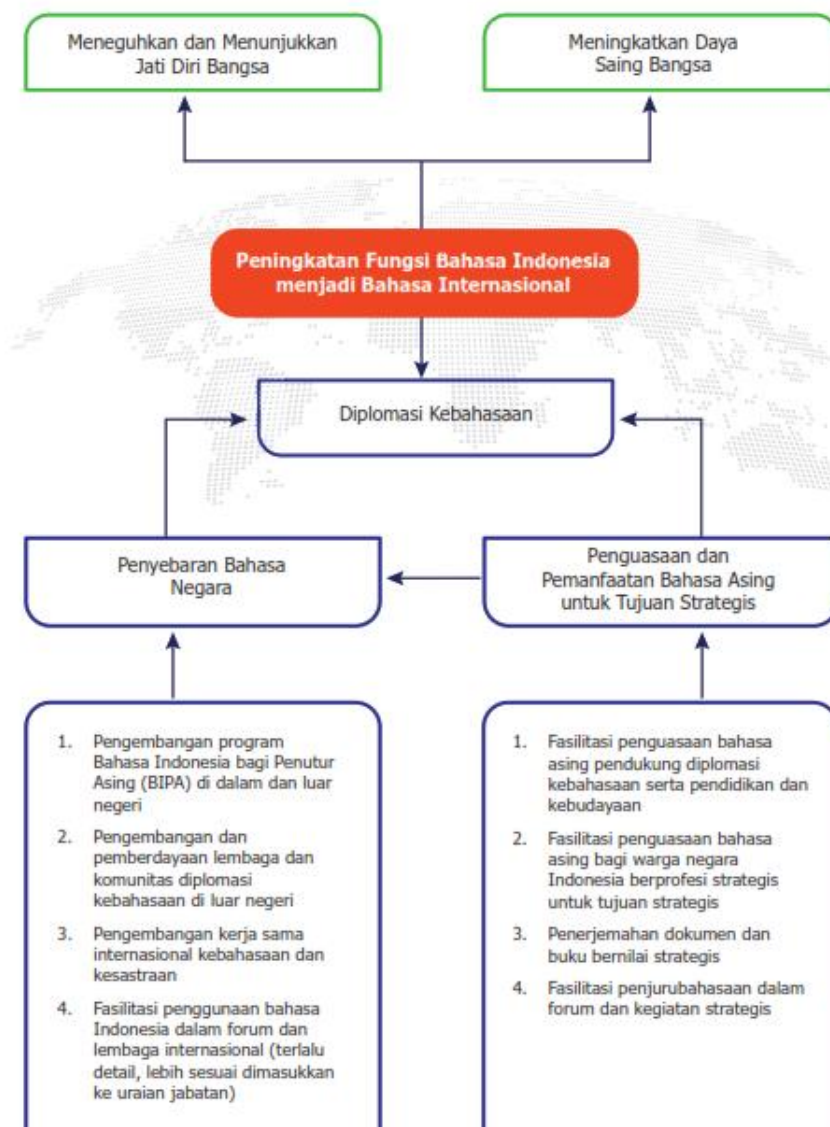 Meneguhkan dan Menunjukkan
Jati Diri Bangsa
Meningkatkan Daya
Saing Bangsa
Peningkatan Fungsi Bahasa Indonesia
menjadi Bahasa Internasional
Diplomasi Kebahasaan
Penyebaran Bahasa
Negara
Penguasaan dan
Pemanfaatan Bahasa Asing
untuk Tujuan Strategis
1. Pengembangan program
Bahasa Indonesia bagi Penutur
Asing (BIPA) di dalam dan luar
negeri
2. Pengembangan dan
pemberdayaan lembaga dan
komunitas diplomasi
kebahasaan di luar negeri
3. Pengembangan kerja sama
internasional kebahasaan dan
kesastraan
4. Fasilitasi penggunaan bahasa
Indonesia dalam forum dan
lembaga internasional (terlalu
detail, lebih sesuai dimasukkan
ke uraian jabatan)
1. Fasilitasi penguasaan bahasa
asing pendukung diplomasi
kebahasaan serta pendidikan dan
kebudayaan
2. Fasilitasi penguasaan bahasa
asing bagi warga negara
Indonesia berprofesi strategis
untuk tujuan strategis
3. Penerjemahan dokumen dan
buku bernilai strategis
4. Fasilitasi penjurubahasaan dalam
forum dan kegiatan strategis